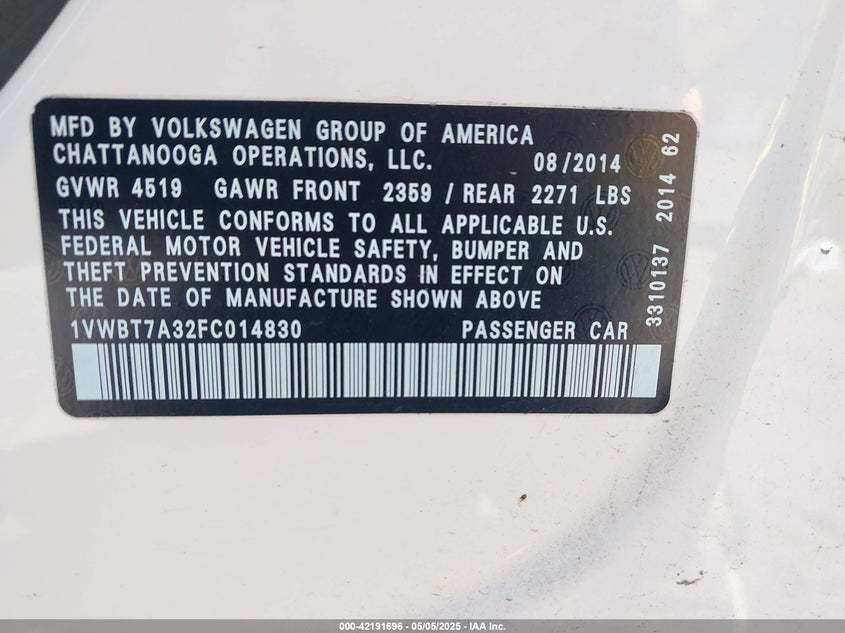 MFD BY VOLKSWAGEN GROUP OF AMERICA
CHATTANOOGA OPERATIONS, LLC. 08/2014
GVWR 4519 GAWR FRONT 2359 / REAR 2271 LBS
THIS VEHICLE CONFORMS TO ALL APPLICABLE U.S.
FEDERAL MOTOR VEHICLE SAFETY, BUMPER AND
THEFT PREVENTION STANDARDS IN EFFECT ON
THE DATE OF MANUFACTURE SHOWN ABOVE
1VWBT7A32FC014830 PASSENGER CAR
3310137 2014 62
000-42191696 - 05/05/2025 - IAA Inc.